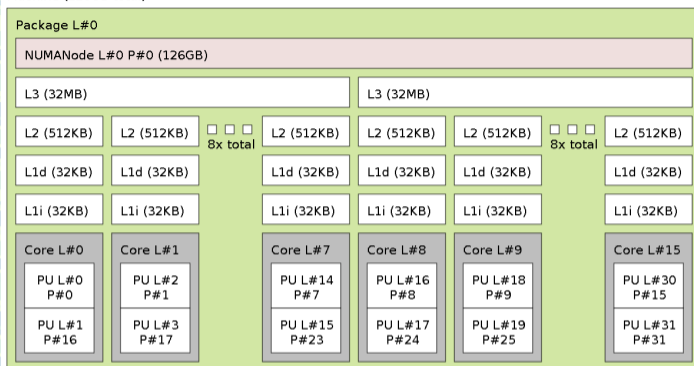 Package L#0
NUMANode L#0 P#0 (126GB)
L3 (32MB) L3 (32MB)
L2 (512KB) L2 (512KB) L2 (512KB) L2 (512KB) L2 (512KB) L2 (512KB)
8x total 8x total
L1d (32KB) L1d (32KB) L1d (32KB) L1d (32KB) L1d (32KB) L1d (32KB)
L1i (32KB) L1i (32KB) L1i (32KB) L1i (32KB) L1i (32KB) L1i (32KB)
Core L#0 Core L#1 Core L#7 Core L#8 Core L#9 Core L#15
PU L#0 PU L#2 PU L#14 PU L#16 PU L#18 PU L#30
P#0 P#1 P#7 P#8 P#9 P#15
PU L#1 PU L#3 PU L#15 PU L#17 PU L#19 PU L#31
P#16 P#17 P#23 P#24 P#25 P#31